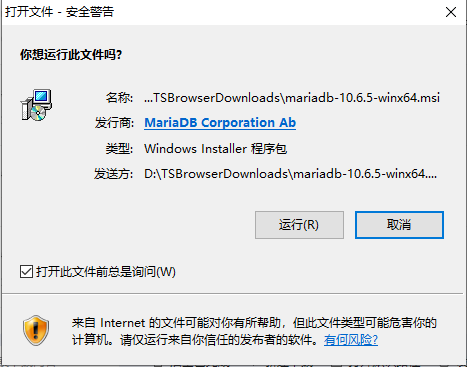 打开文件 - 安全警告
你想运行此文件吗?
名称: ...TSBrowserDownloads\mariadb-10.6.5-winx64.msi
发行商: MariaDB Corporation Ab
类型: Windows Installer 程序包
发送方: D:\TSBrowserDownloads\mariadb-10.6.5-winx64....
运行(R) 取消
打开此文件前总是询问(W)
来自 Internet 的文件可能对你有所帮助，但此文件类型可能危害你的
计算机。请仅运行来自你信任的发布者的软件。有何风险?